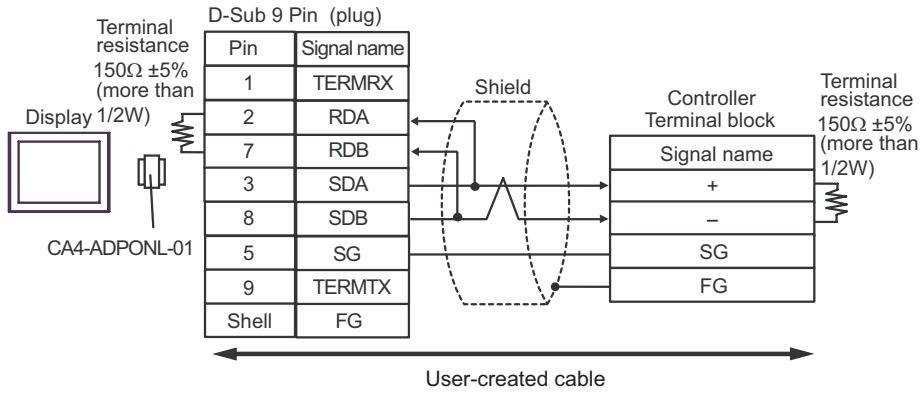 D-Sub 9 Pin (plug)
Terminal
resistance
150Ω ±5%
(more than
1/2W)
Display
CA4-ADPONL-01
Pin Signal name
1 TERMRX
2 RDA
7 RDB
3 SDA
8 SDB
5 SG
9 TERMTX
Shell FG
Shield
Controller
Terminal block
Signal name
+
–
SG
FG
Terminal
resistance
150Ω ±5%
(more than
1/2W)
User-created cable